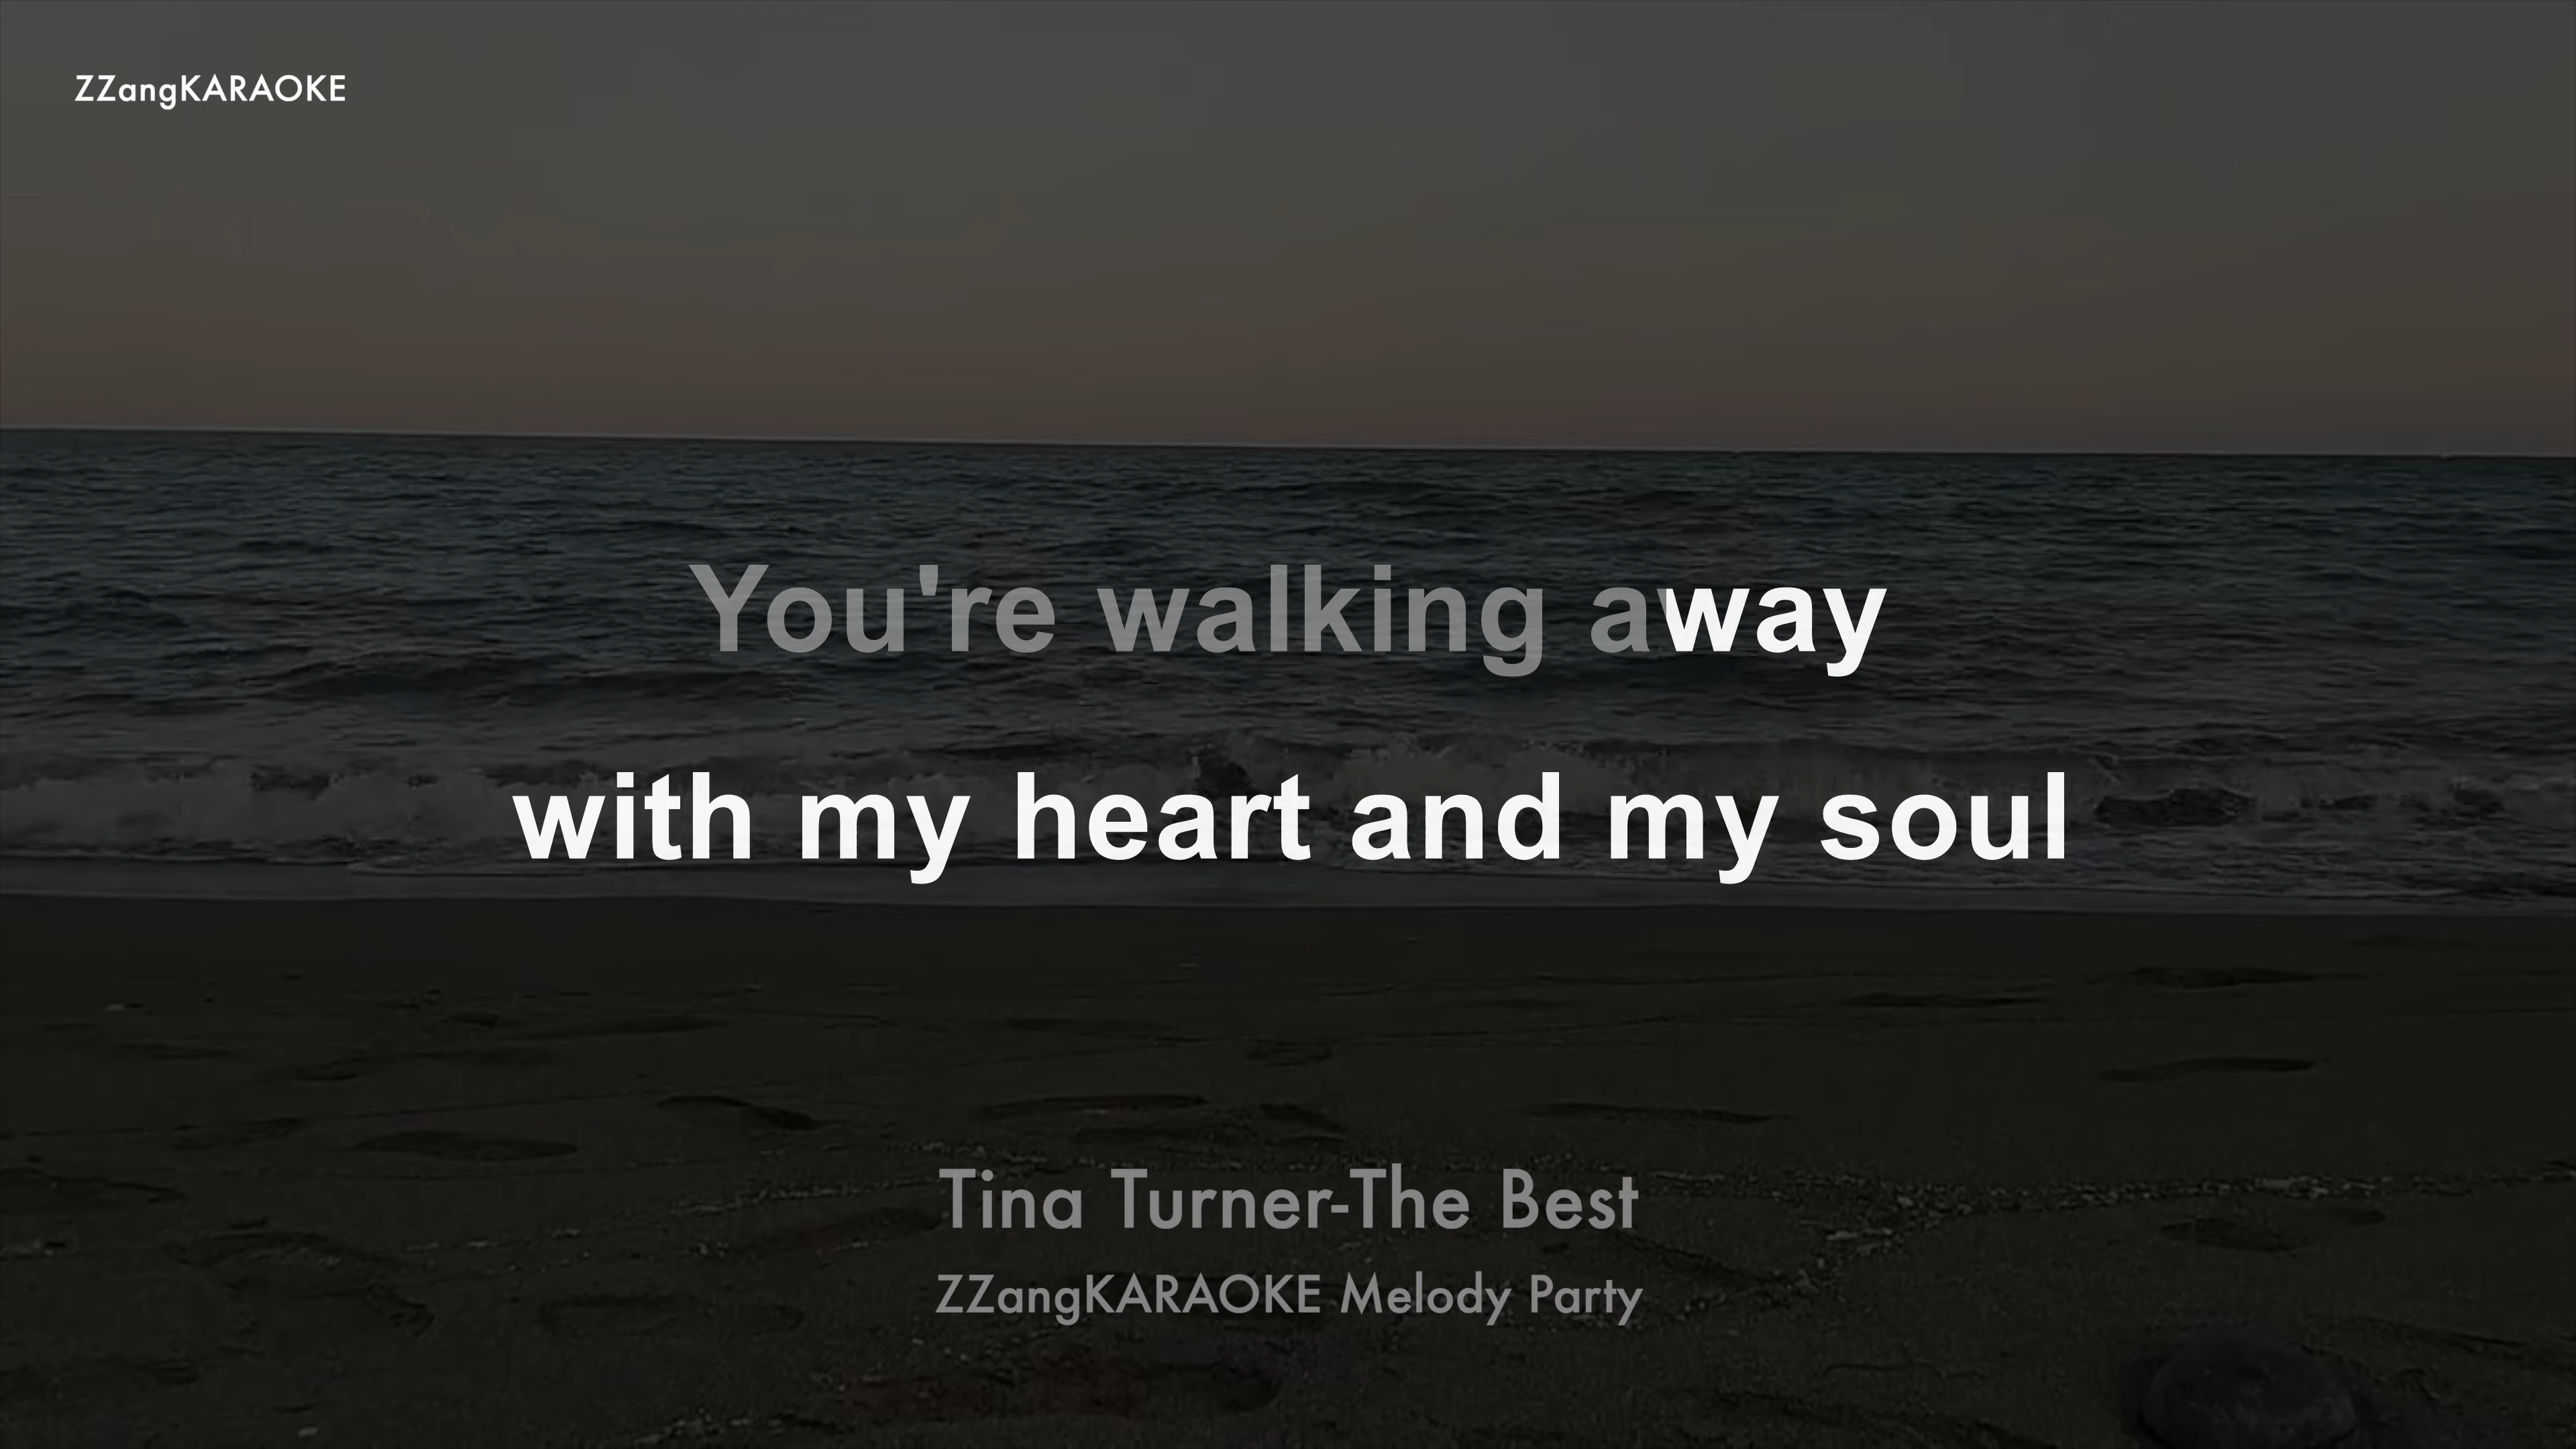 ZZangKARAOKE
You're walking away
with my heart and my soul
Tina Turner-The Best
ZZangKARAOKE Melody Party